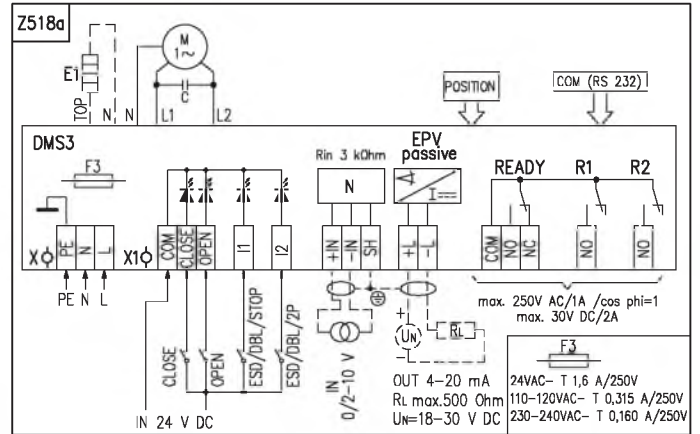 Z518a
M
1~
E1
C
TOP
N
N
L1
L2
POSITION
COM (RS 232)
DMS3
F3
Rin 3 kOhm
N
EPV
passive
I
READY
R1
R2
X
PE
N
L
X1
COM
CLOSE
OPEN
I1
I2
+IN
-IN
SH
+L
-L
COM
NO
NC
NO
NO
PE N L
max. 250V AC/1A /cos phi=1
max. 30V DC/2A
CLOSE
OPEN
ESD/DBL/STOP
ESD/DBL/2P
IN
0/2-10 V
+
UN
-
RL
IN 24 V DC
OUT 4-20 mA
RL max.500 Ohm
UN=18-30 V DC
F3
24VAC- T 1,6 A/250V
110-120VAC- T 0,315 A/250V
230-240VAC- T 0,160 A/250V